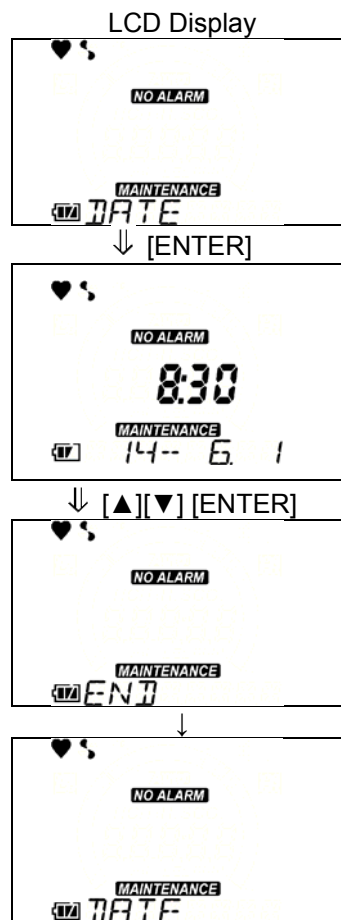 LCD Display
NO ALARM
MAINTENANCE
DATE
⇓ [ENTER]
NO ALARM
8:30
MAINTENANCE
14-- 6. 1
⇓ [▲][▼] [ENTER]
NO ALARM
MAINTENANCE
END
↓
NO ALARM
MAINTENANCE
DATE